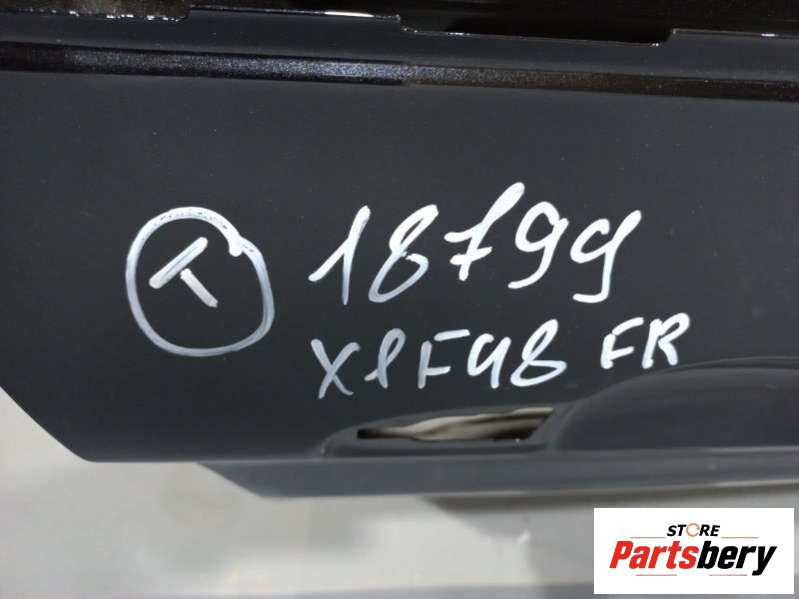 T 18799
X1F48 FR
STORE
Partsbery